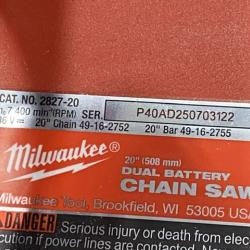 CAT. NO. 2827-20
7 400 min⁻¹(RPM) SER. P40AD250703122
20" Chain 49-16-2752 20" Bar 49-16-2755
Milwaukee
20" (508 mm)
DUAL BATTERY
CHAIN SAW
Milwaukee Tool, Brookfield, WI 53005 USA
DANGER
Serious injury or death from electrocution if power lines are contacted. Do